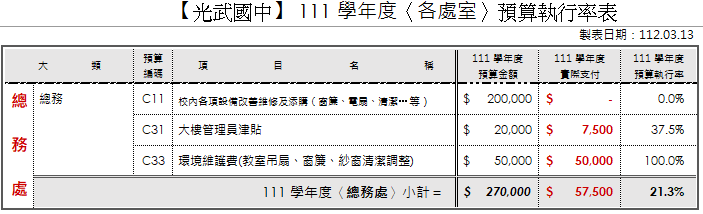 【光武國中】 111 學年度〈各處室〉預算執行率表
製表日期：112.03.13
大 類 預算編碼 項 目 名 稱 111 學年度預算金額 111 學年度實際支付 111 學年度預算執行率
總務處
總務 C11 校內各項設備改善維修及添購（窗簾、電扇、清潔…等） $ 200,000 $ - 0.0%
C31 大樓管理員津貼 $ 20,000 $ 7,500 37.5%
C33 環境維護費(教室吊扇、窗簾、紗窗清潔調整) $ 50,000 $ 50,000 100.0%
111 學年度〈總務處〉小計 = $ 270,000 $ 57,500 21.3%